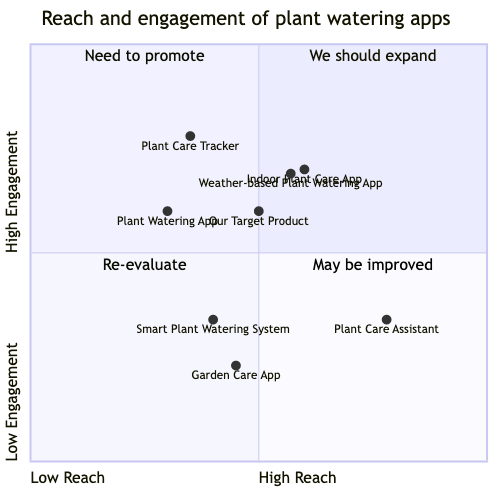 Reach and engagement of plant watering apps
Need to promote
We should expand
Plant Care Tracker
Indoor Plant Care App
Weather-based Plant Watering App
Plant Watering App
Our Target Product
High Engagement
Re-evaluate
May be improved
Smart Plant Watering System
Plant Care Assistant
Garden Care App
Low Engagement
Low Reach
High Reach